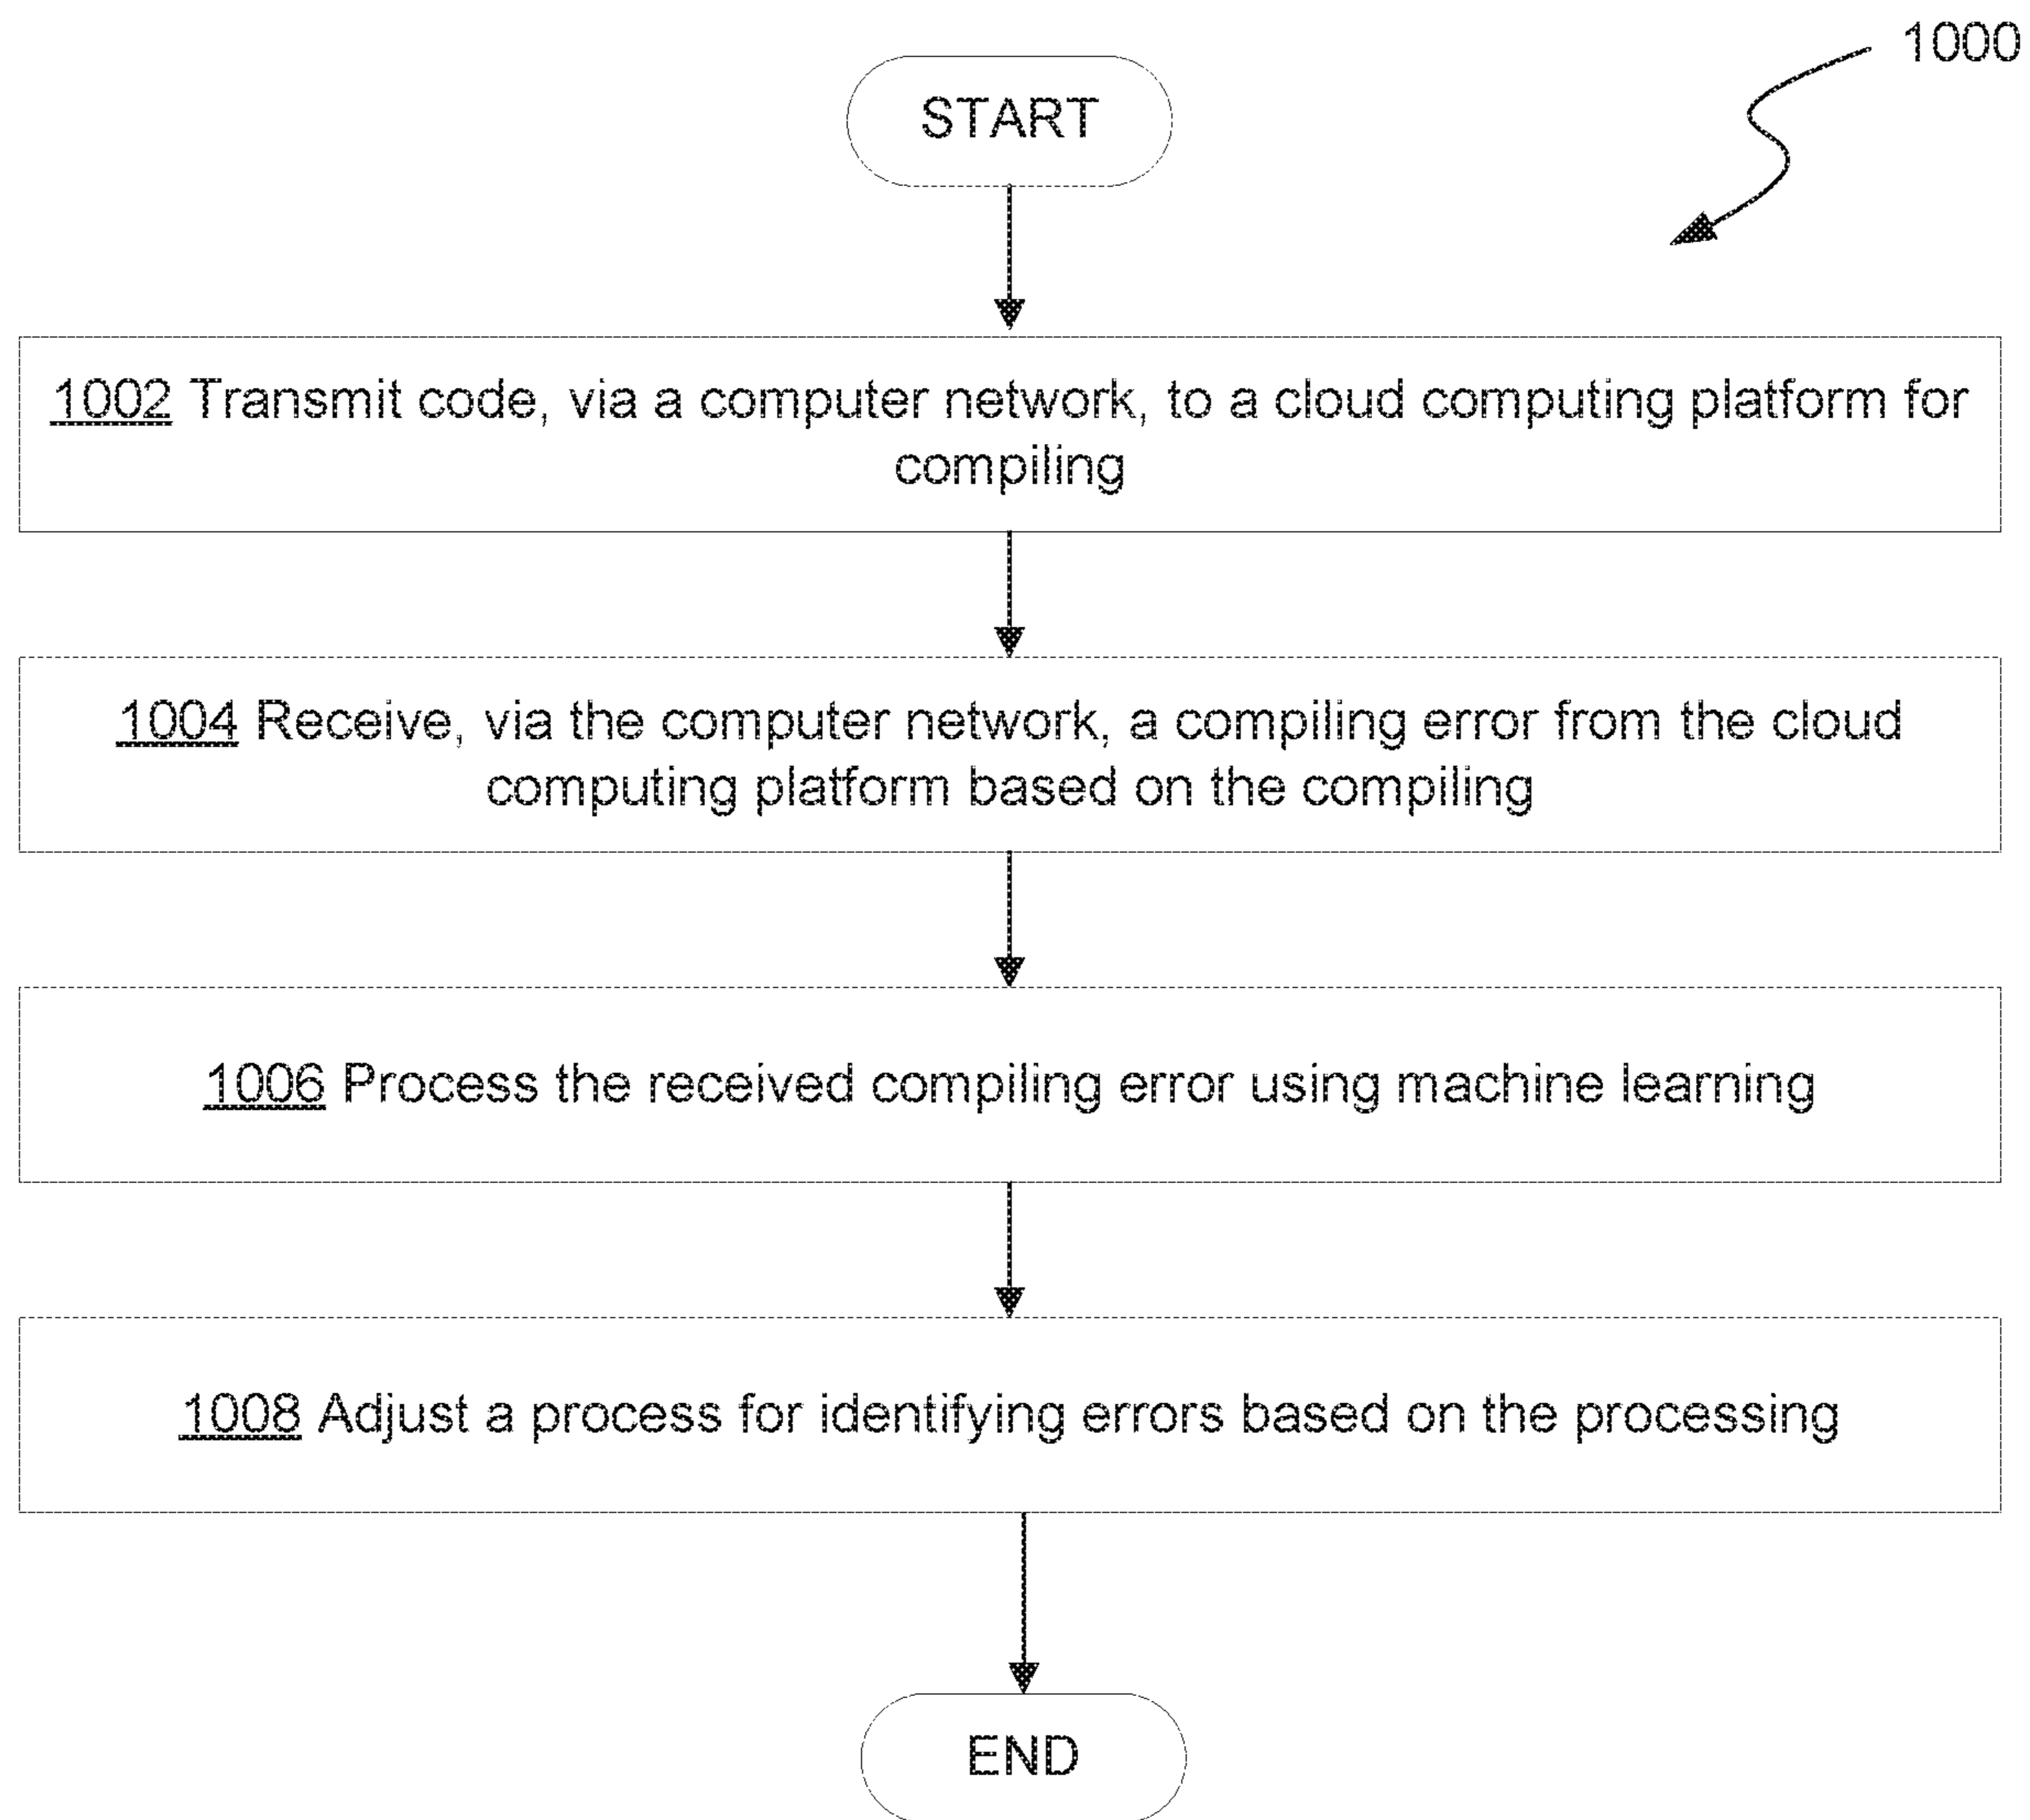 1000
START
1002 Transmit code, via a computer network, to a cloud computing platform for
compiling
1004 Receive, via the computer network, a compiling error from the cloud
computing platform based on the compiling
1006 Process the received compiling error using machine learning
1008 Adjust a process for identifying errors based on the processing
END